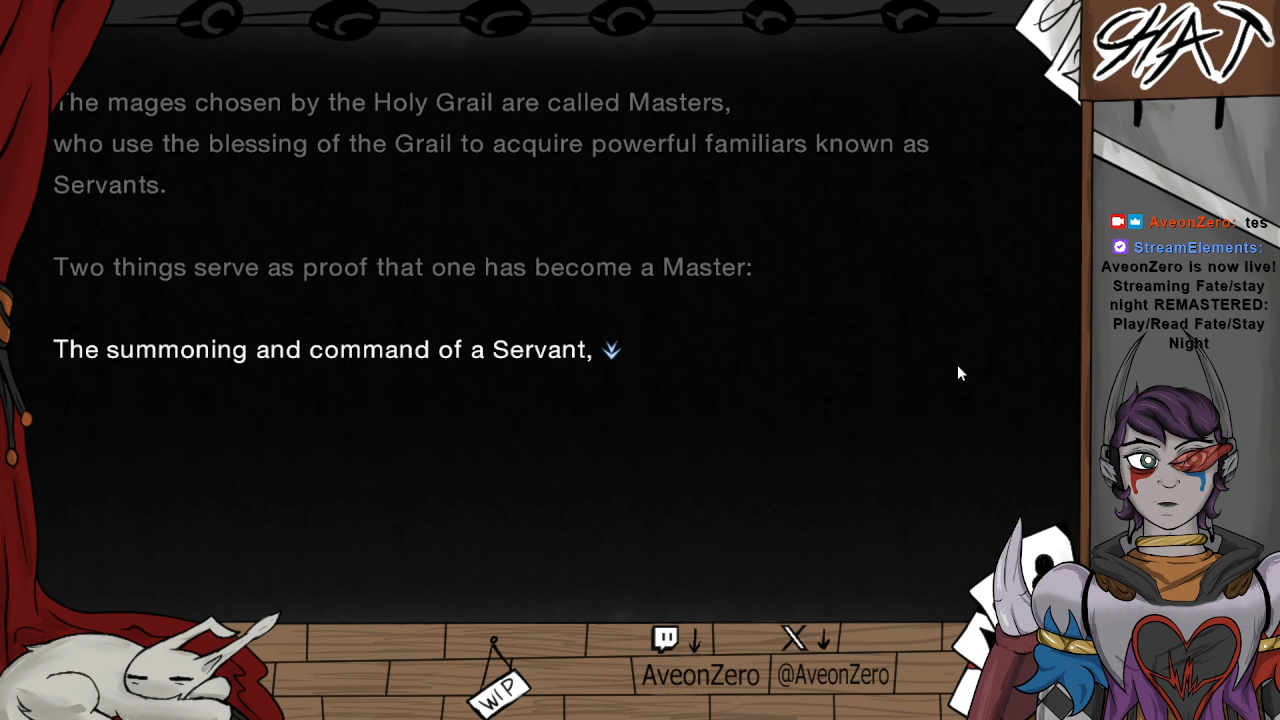 The mages chosen by the Holy Grail are called Masters,
who use the blessing of the Grail to acquire powerful familiars known as
Servants.
Two things serve as proof that one has become a Master:
The summoning and command of a Servant,
CHAT
AveonZero: tes
StreamElements:
AveonZero is now live!
Streaming Fate/stay
night REMASTERED:
Play/Read Fate/Stay
Night
WIP
AveonZero
@AveonZero